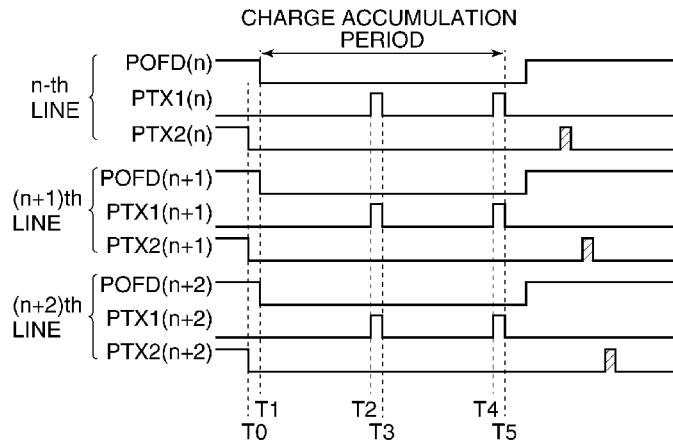 CHARGE ACCUMULATION
PERIOD
n-th
LINE
POFD(n)
PTX1(n)
PTX2(n)
(n+1)th
LINE
POFD(n+1)
PTX1(n+1)
PTX2(n+1)
(n+2)th
LINE
POFD(n+2)
PTX1(n+2)
PTX2(n+2)
T1 T2 T4
T0 T3 T5